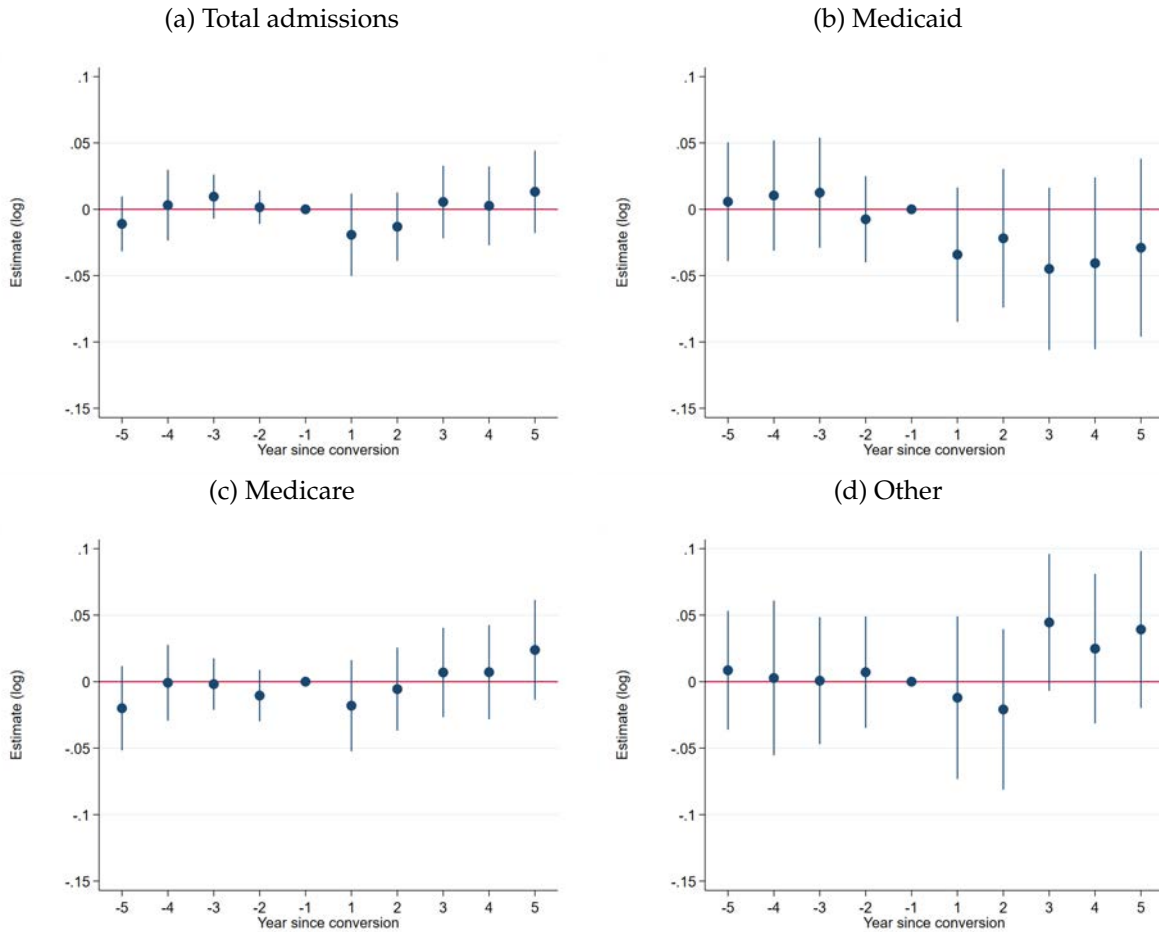 (a) Total admissions
.1
.05
0
-.05
-.1
-.15
Estimate (log)
-5 -4 -3 -2 -1 1 2 3 4 5
Year since conversion
(b) Medicaid
.1
.05
0
-.05
-.1
-.15
Estimate (log)
-5 -4 -3 -2 -1 1 2 3 4 5
Year since conversion
(c) Medicare
.1
.05
0
-.05
-.1
-.15
Estimate (log)
-5 -4 -3 -2 -1 1 2 3 4 5
Year since conversion
(d) Other
.1
.05
0
-.05
-.1
-.15
Estimate (log)
-5 -4 -3 -2 -1 1 2 3 4 5
Year since conversion